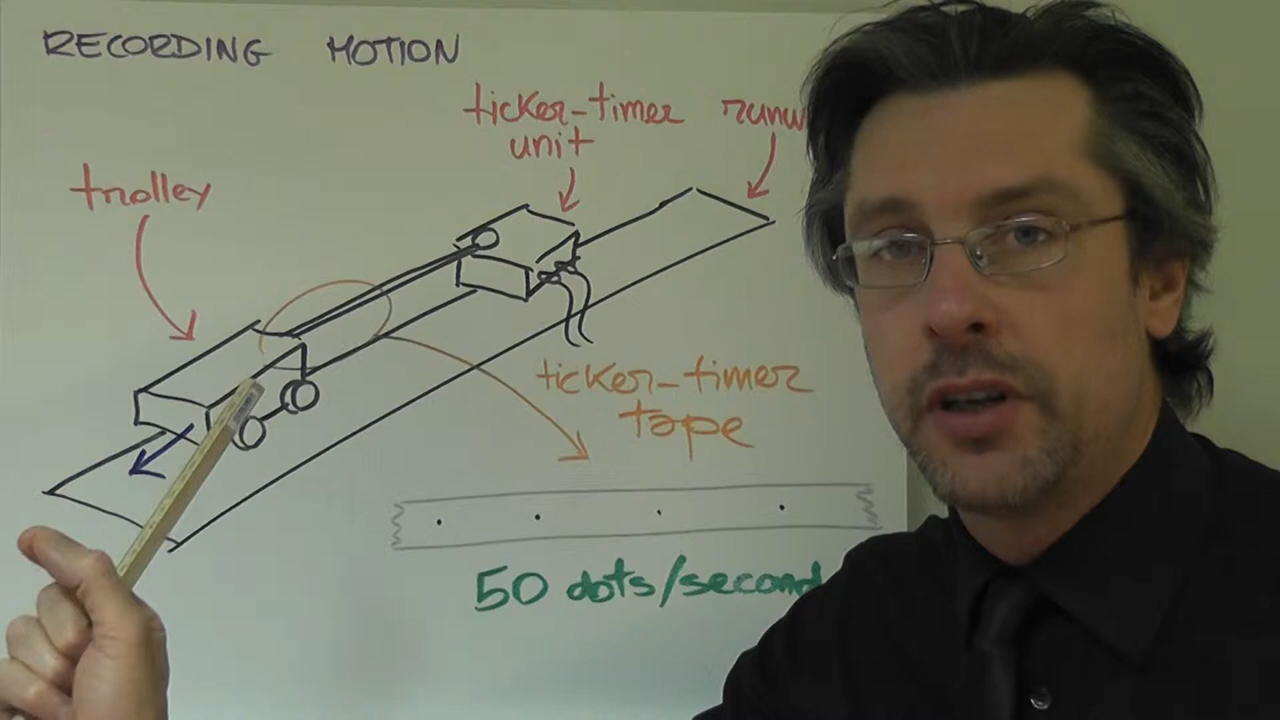 RECORDING MOTION
ticker-timer
unit
trolley
ticker-timer
tape
50 dots/second